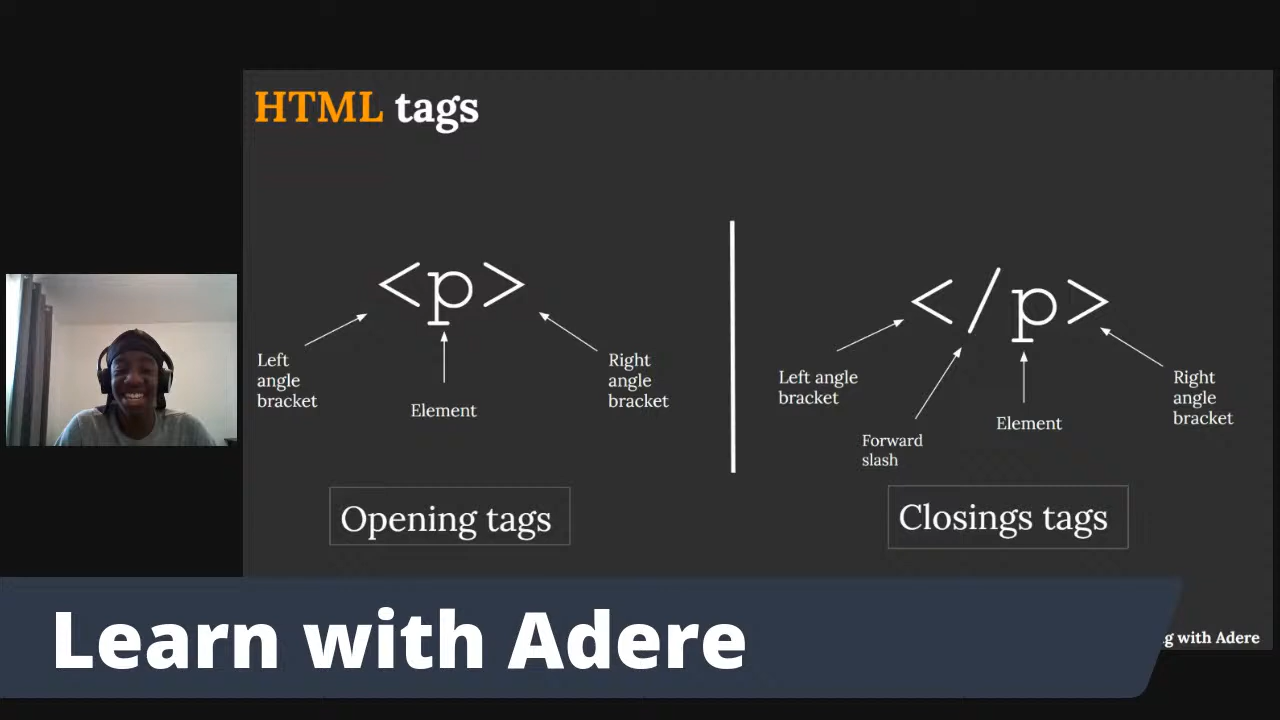 HTML tags
<p>
Left
angle
bracket
Element
Right
angle
bracket
Opening tags
</p>
Left angle
bracket
Forward
slash
Element
Right
angle
bracket
Closings tags
Learn with Adere
g with Adere